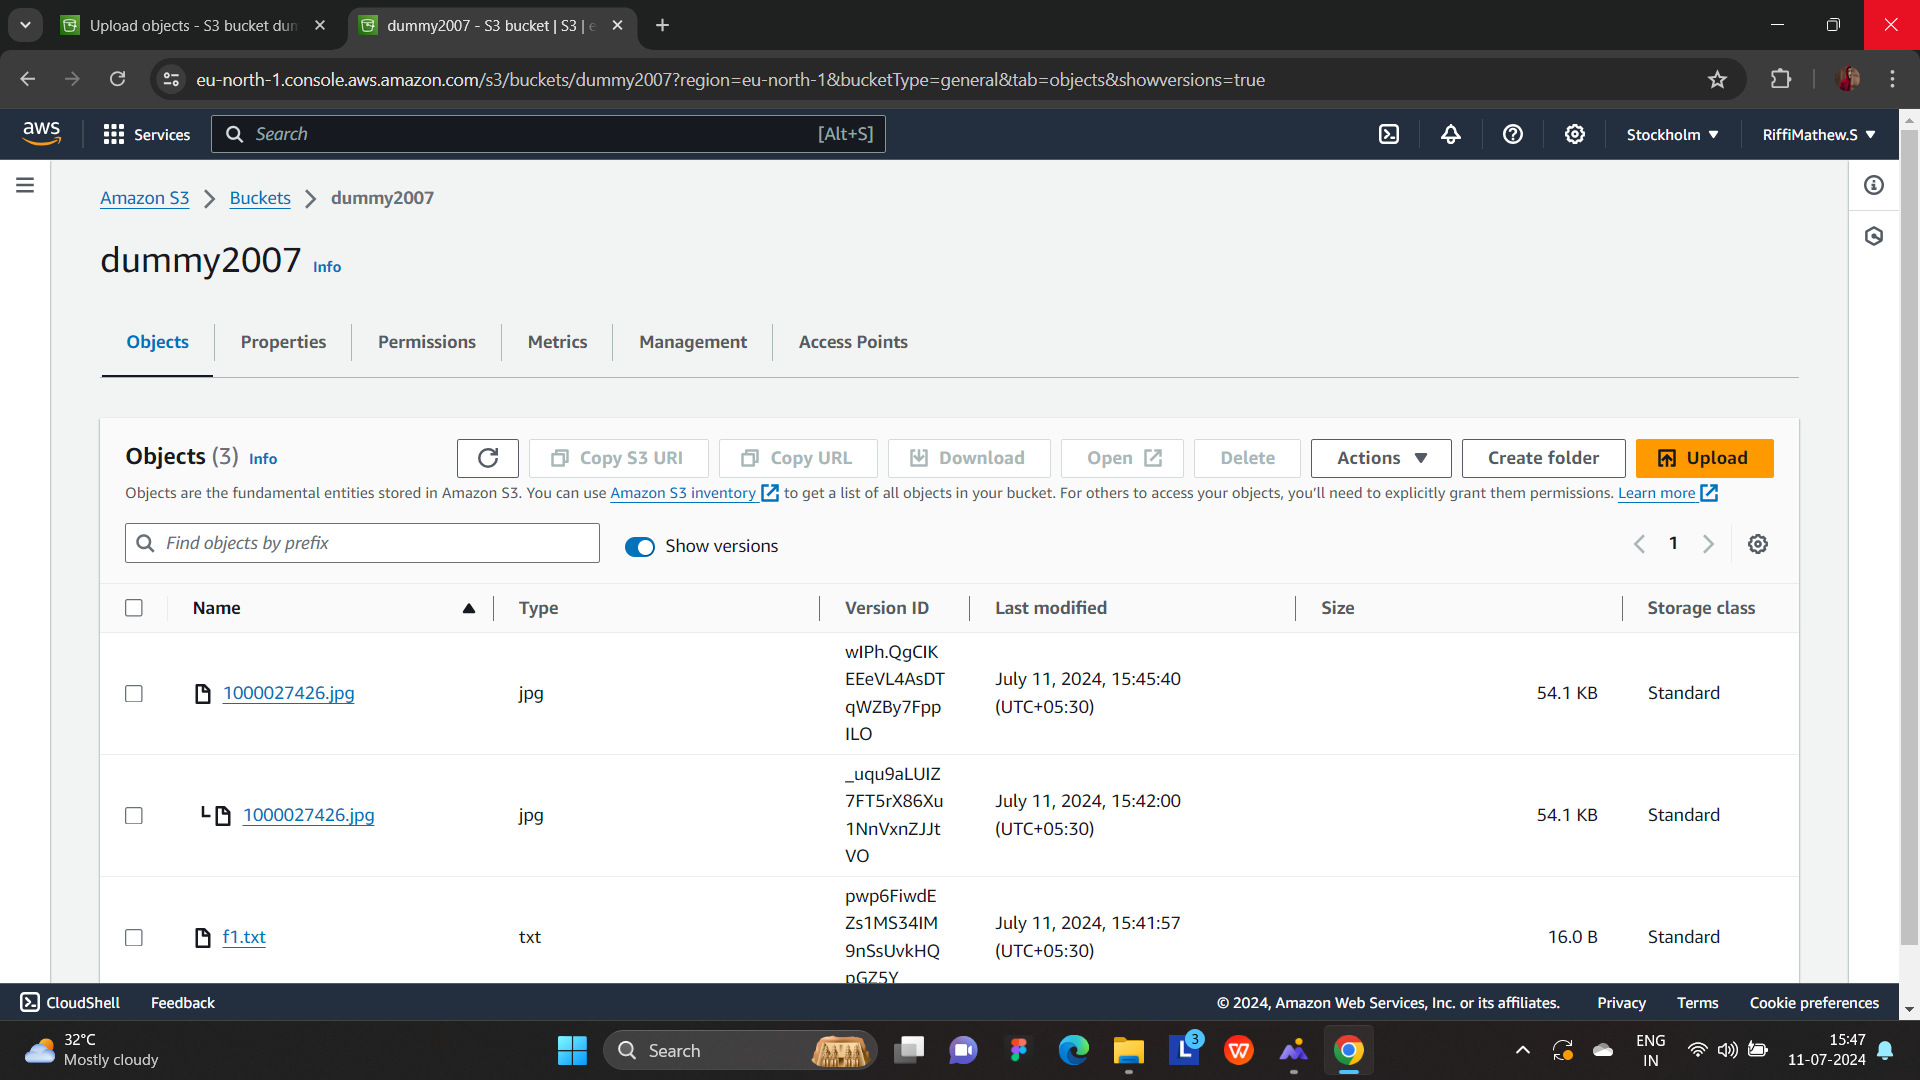 Upload objects - S3 bucket dum
dummy2007 - S3 bucket | S3 | e
eu-north-1.console.aws.amazon.com/s3/buckets/dummy2007?region=eu-north-1&bucketType=general&tab=objects&showversions=true
aws
Services
Search
[Alt+S]
Stockholm
RiffiMathew.S
Amazon S3
Buckets
dummy2007
dummy2007 Info
Objects
Properties
Permissions
Metrics
Management
Access Points
Objects (3) Info
Copy S3 URI
Copy URL
Download
Open
Delete
Actions
Create folder
Upload
Objects are the fundamental entities stored in Amazon S3. You can use Amazon S3 inventory to get a list of all objects in your bucket. For others to access your objects, you'll need to explicitly grant them permissions. Learn more
Find objects by prefix
Show versions
1
Name
Type
Version ID
Last modified
Size
Storage class
1000027426.jpg
jpg
wIPh.QgCIK
EEeVL4AsDT
qWZBy7Fpp
ILO
July 11, 2024, 15:45:40
(UTC+05:30)
54.1 KB
Standard
1000027426.jpg
jpg
_uqu9aLUIZ
7FT5rX86Xu
1NnVxnZJJt
VO
July 11, 2024, 15:42:00
(UTC+05:30)
54.1 KB
Standard
f1.txt
txt
pwp6FiwdE
Zs1MS34IM
9nSsUvkHQ
pGZ5Y
July 11, 2024, 15:41:57
(UTC+05:30)
16.0 B
Standard
CloudShell
Feedback
© 2024, Amazon Web Services, Inc. or its affiliates.
Privacy
Terms
Cookie preferences
32°C
Mostly cloudy
Search
L
3
W
ENG
IN
15:47
11-07-2024